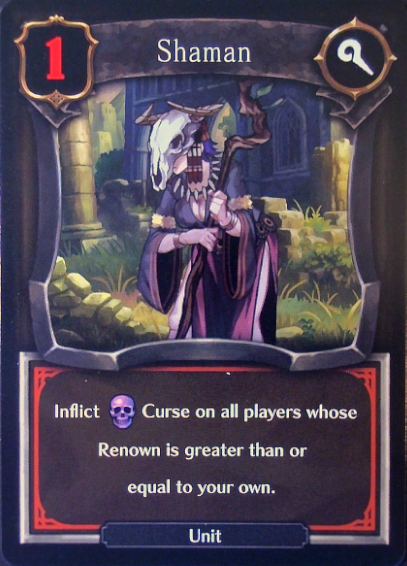 1
Shaman
Inflict Curse on all players whose
Renown is greater than or
equal to your own.
Unit